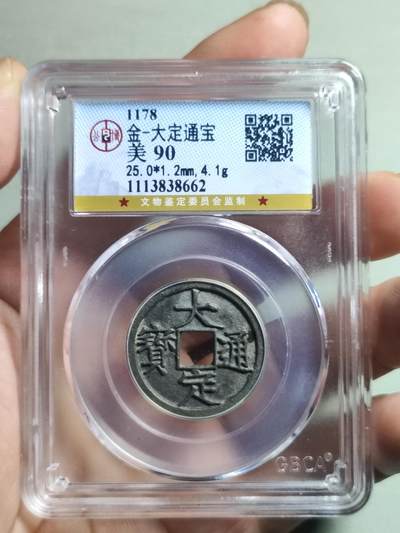 1178
金-大定通宝
美 90
25.0*1.2mm,4.1g
1113838662
★ 文物鉴定委员会监制 ★
大定通寳
GBCA